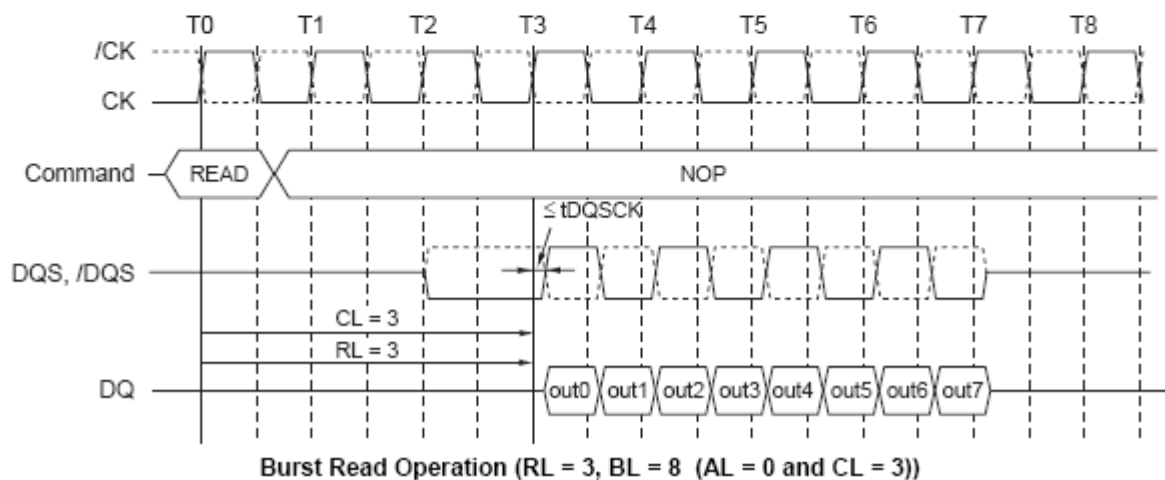 T0 T1 T2 T3 T4 T5 T6 T7 T8
/CK
CK
Command READ NOP
≤ tDQSCK
DQS, /DQS
CL = 3
RL = 3
DQ out0 out1 out2 out3 out4 out5 out6 out7
Burst Read Operation (RL = 3, BL = 8 (AL = 0 and CL = 3))